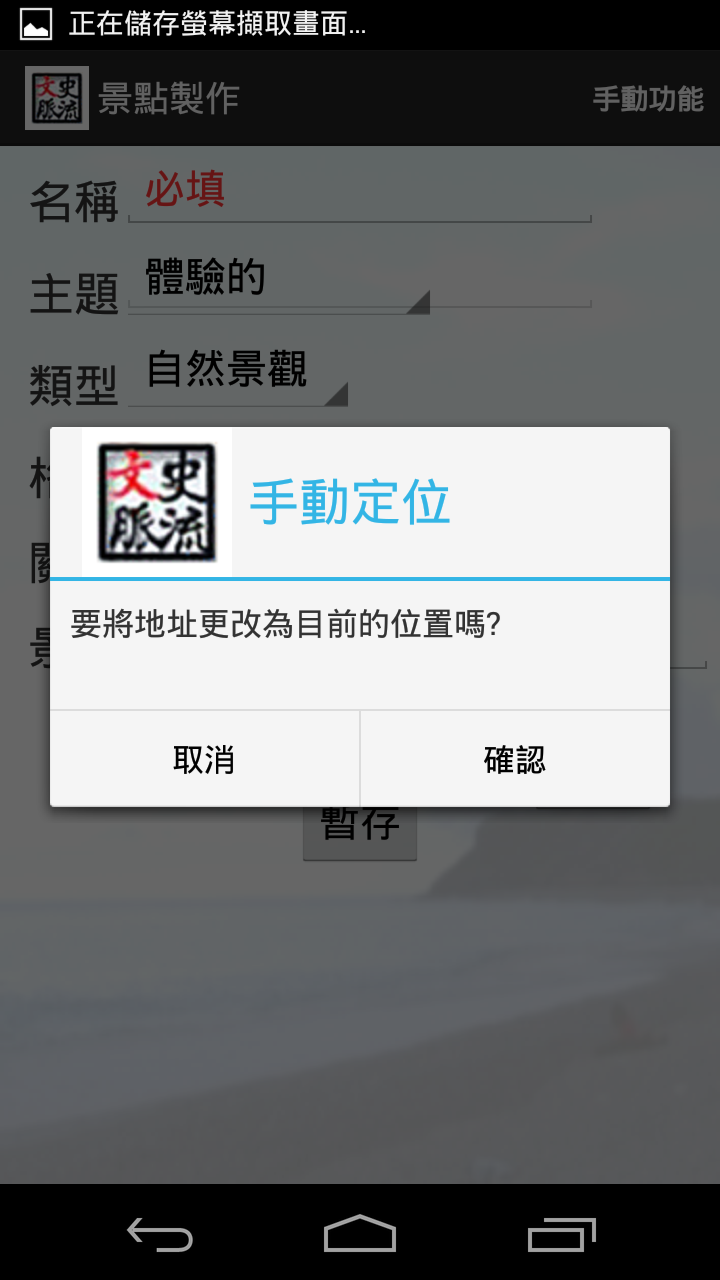 正在儲存螢幕擷取畫面...
文史脈流
景點製作
手動功能
名稱 必填
主題 體驗的
類型 自然景觀
文史
脈流
手動定位
要將地址更改為目前的位置嗎?
取消
確認
暫存